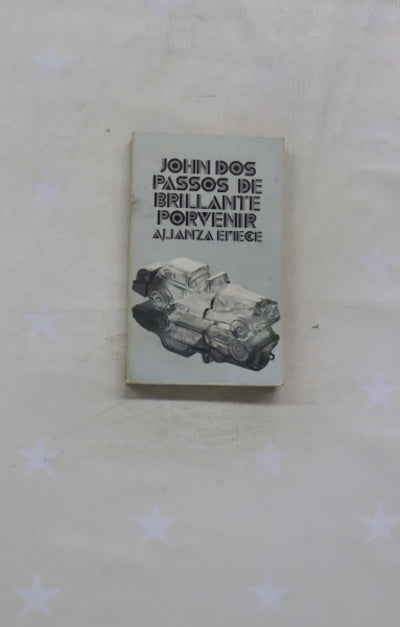 JOHN DOS
PASSOS DE
BRILLANTE
PORVENIR
ALIANZA EMECE